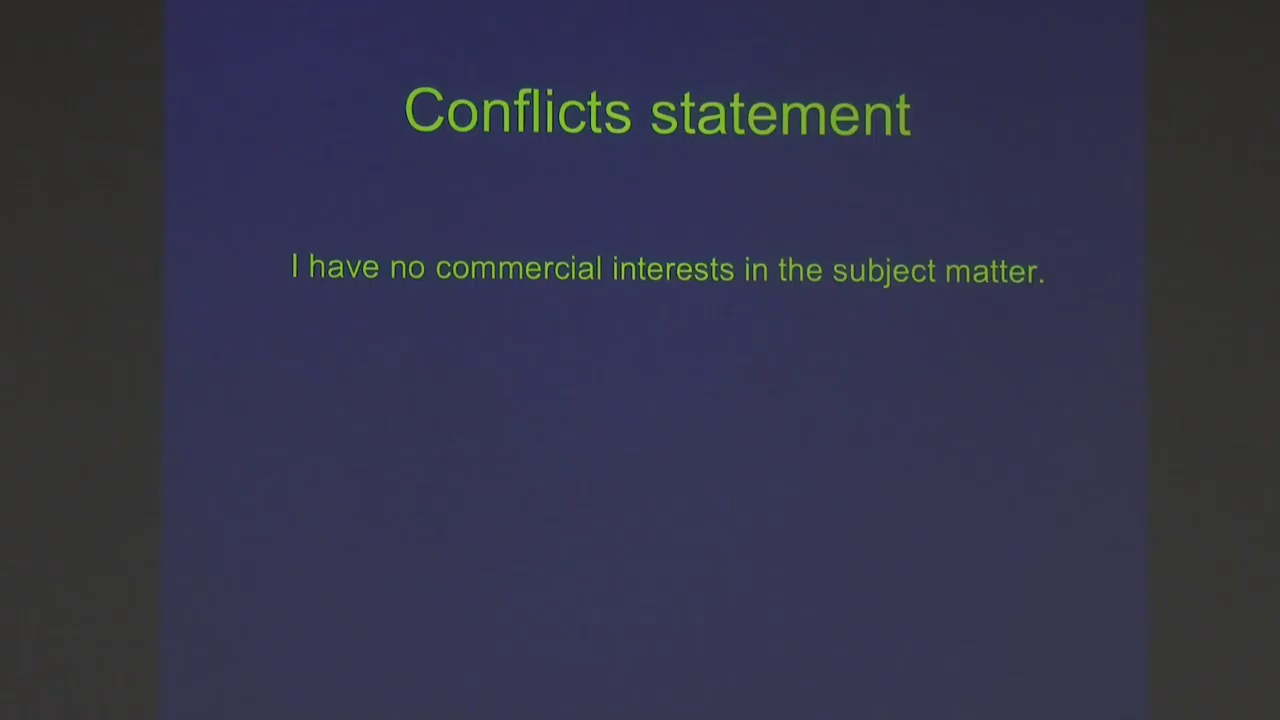 Conflicts statement
I have no commercial interests in the subject matter.